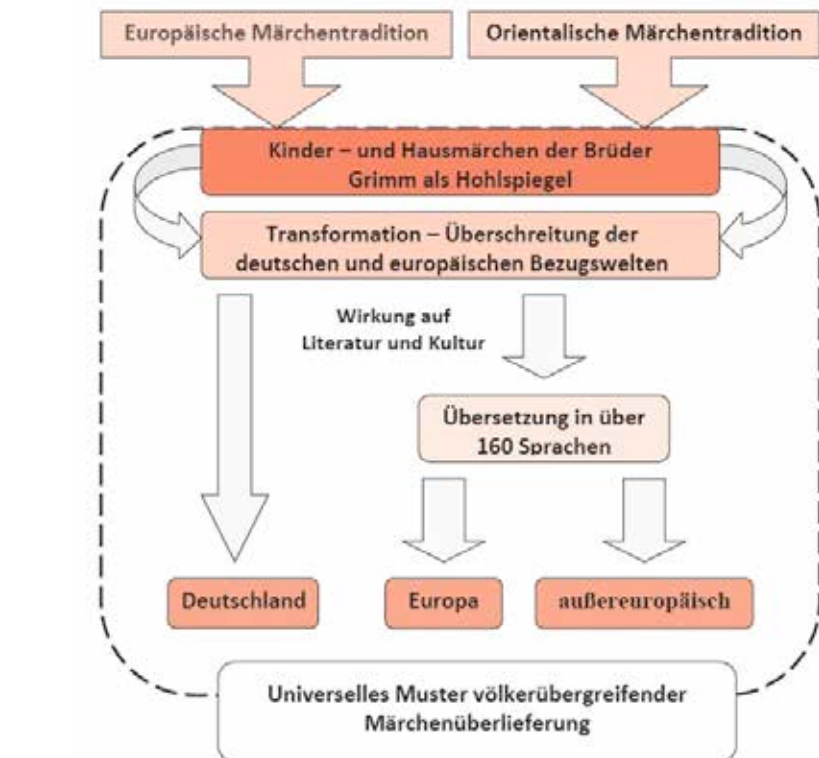 Europäische Märchentradition
Orientalische Märchentradition
Kinder – und Hausmärchen der Brüder
Grimm als Hohlspiegel
Transformation – Überschreitung der
deutschen und europäischen Bezugswelten
Wirkung auf
Literatur und Kultur
Übersetzung in über
160 Sprachen
Deutschland
Europa
außereuropäisch
Universelles Muster völkerübergreifender
Märchenüberlieferung